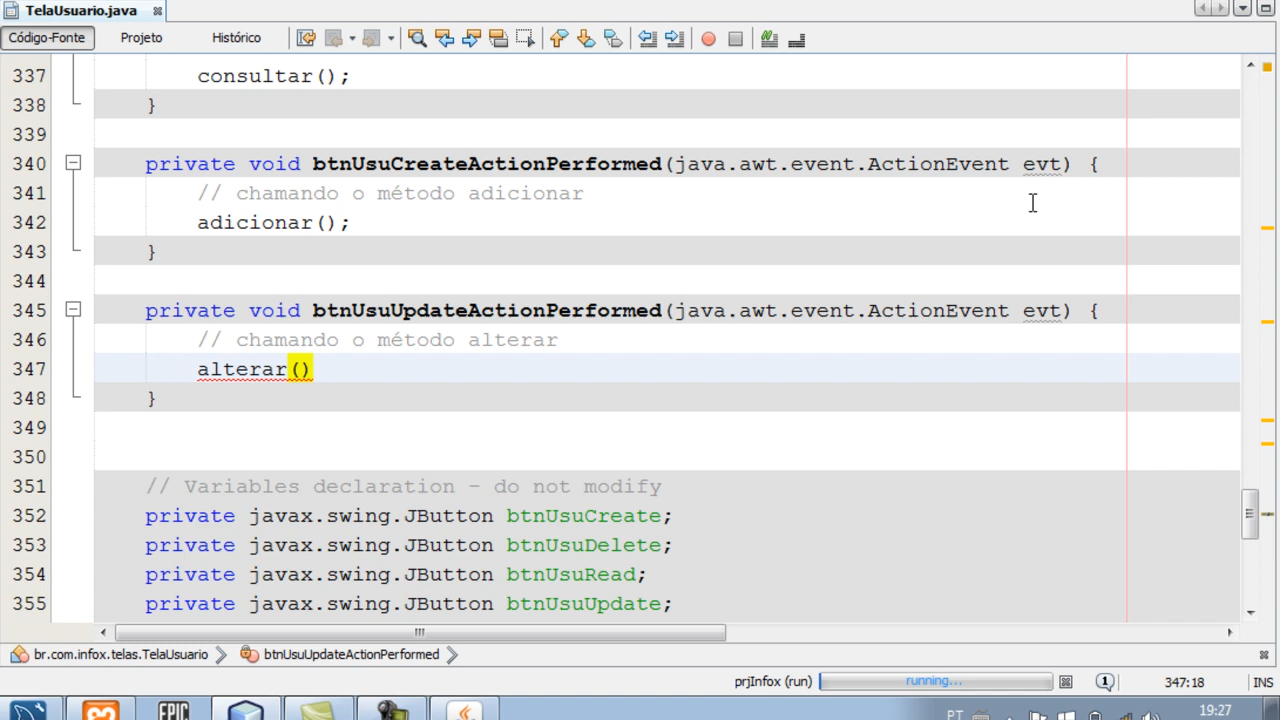 TelaUsuario.java
Código-Fonte Projeto Histórico
337 consultar();
338 }
339
340 private void btnUsuCreateActionPerformed(java.awt.event.ActionEvent evt) {
341 // chamando o método adicionar
342 adicionar();
343 }
344
345 private void btnUsuUpdateActionPerformed(java.awt.event.ActionEvent evt) {
346 // chamando o método alterar
347 alterar()
348 }
349
350
351 // Variables declaration - do not modify
352 private javax.swing.JButton btnUsuCreate;
353 private javax.swing.JButton btnUsuDelete;
354 private javax.swing.JButton btnUsuRead;
355 private javax.swing.JButton btnUsuUpdate;
br.com.infox.telas.TelaUsuario btnUsuUpdateActionPerformed
prjInfox (run) running... 1 347:18 INS
EPIC PT 19:27